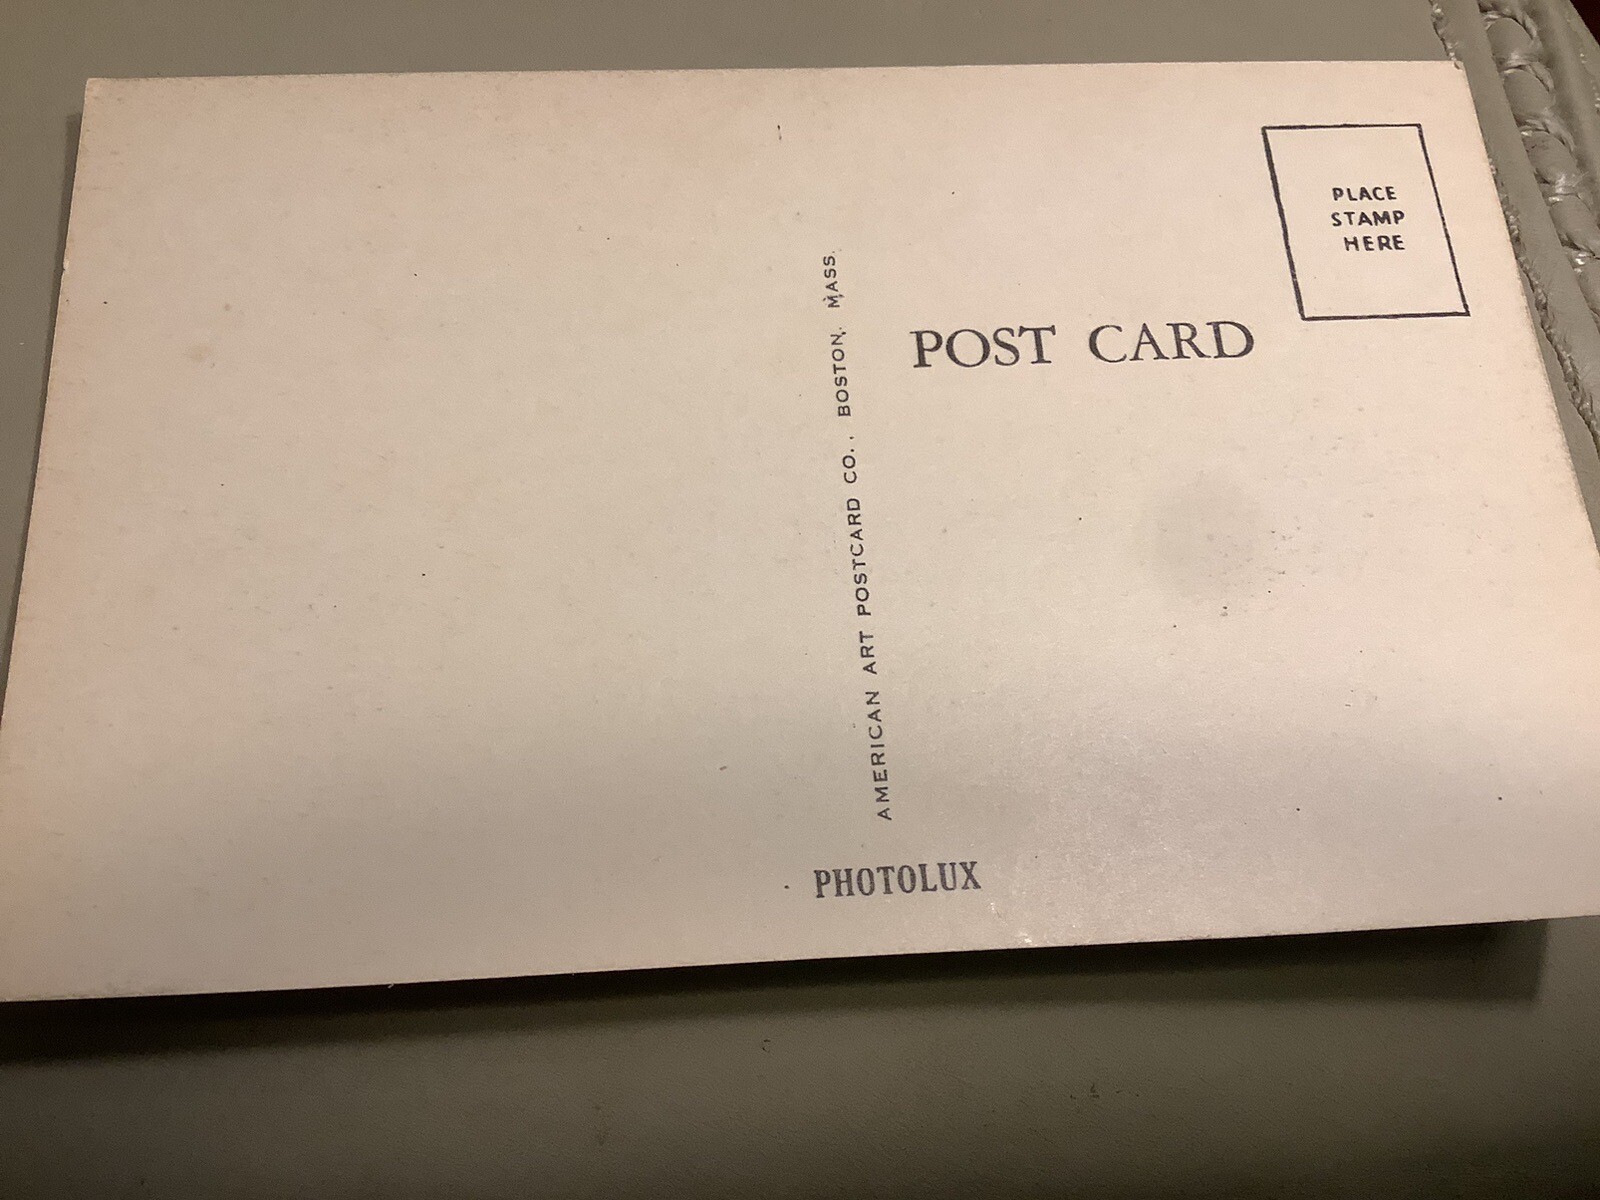 PLACE
STAMP
HERE
POST CARD
AMERICAN ART POSTCARD CO., BOSTON, MASS.
PHOTOLUX